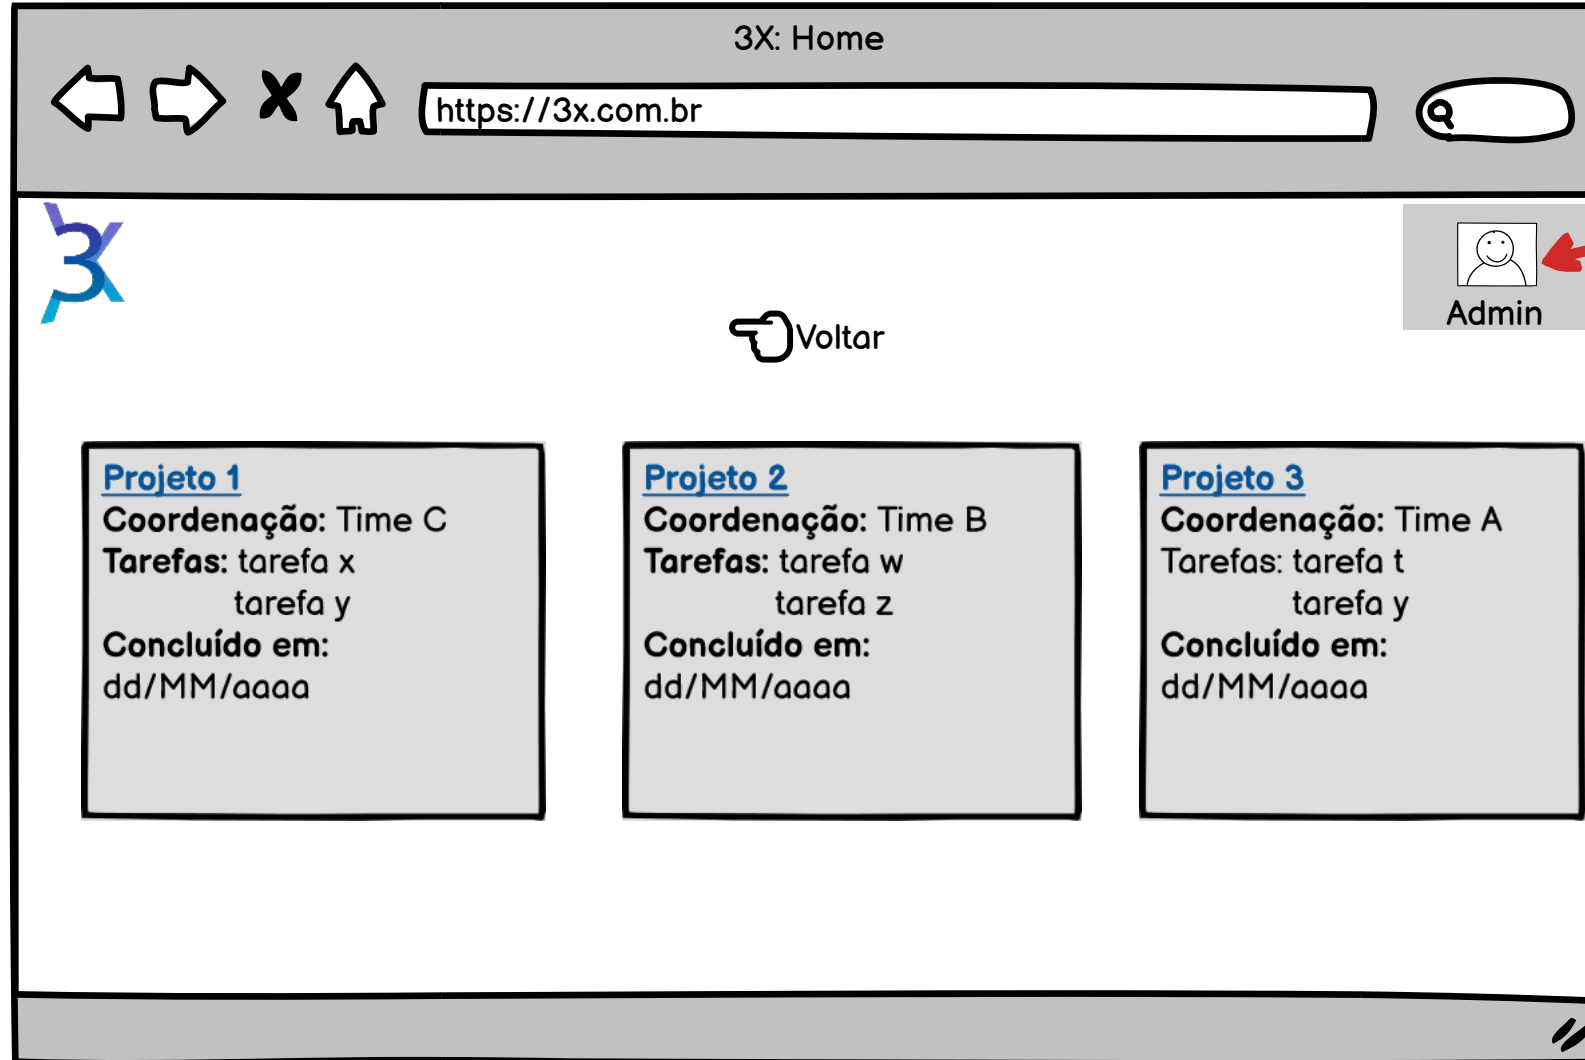 3X: Home
https://3x.com.br
3X
Admin
Voltar
Projeto 1
Coordenação: Time C
Tarefas: tarefa x
tarefa y
Concluído em:
dd/MM/aaaa
Projeto 2
Coordenação: Time B
Tarefas: tarefa w
tarefa z
Concluído em:
dd/MM/aaaa
Projeto 3
Coordenação: Time A
Tarefas: tarefa t
tarefa y
Concluído em:
dd/MM/aaaa